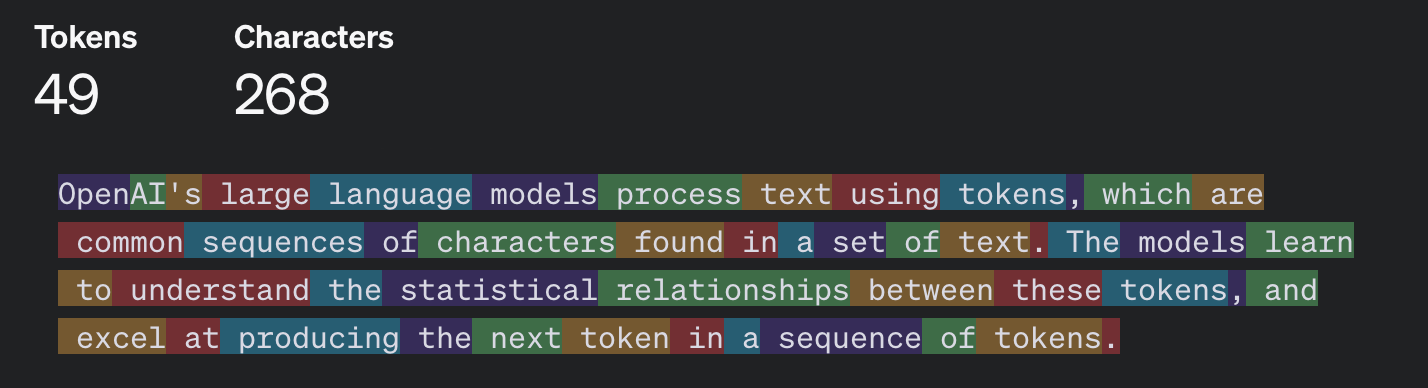 Tokens Characters
49 268
OpenAI's large language models process text using tokens, which are
common sequences of characters found in a set of text. The models learn
to understand the statistical relationships between these tokens, and
excel at producing the next token in a sequence of tokens.